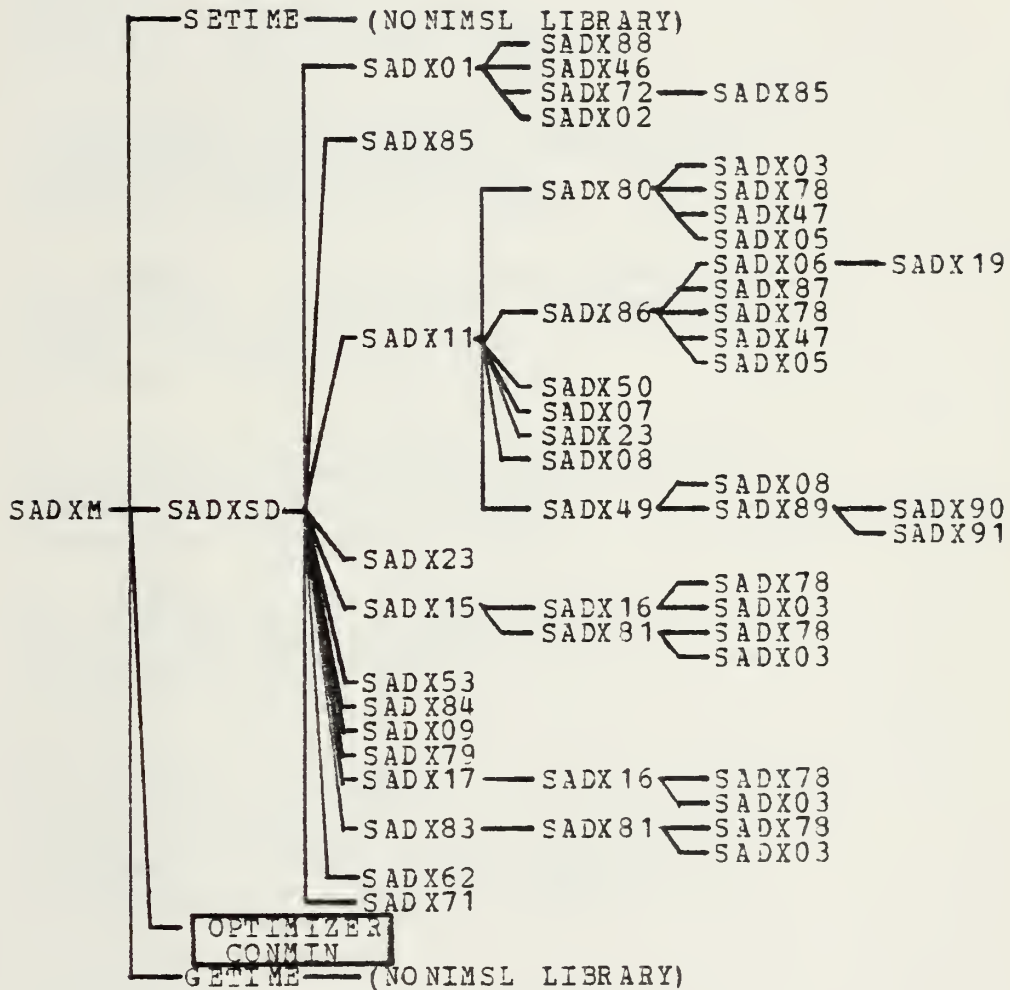 SETIME (NONIMSL LIBRARY)
SADX88
SADX01 SADX46
SADX72 SADX85
SADX02
SADX85
SADX03
SADX80 SADX78
SADX47
SADX05
SADX06 SADX19
SADX87
SADX86 SADX78
SADX11 SADX47
SADX05
SADX50
SADX07
SADX23
SADX08
SADX08
SADXM SADXSD SADX49 SADX89 SADX90
SADX91
SADX23
SADX78
SADX15 SADX16 SADX03
SADX81 SADX78
SADX03
SADX53
SADX84
SADX09
SADX79
SADX17 SADX16 SADX78
SADX03
SADX83 SADX81 SADX78
SADX03
SADX62
SADX71
OPTIMIZER
CONMIN
GETIME (NONIMSL LIBRARY)